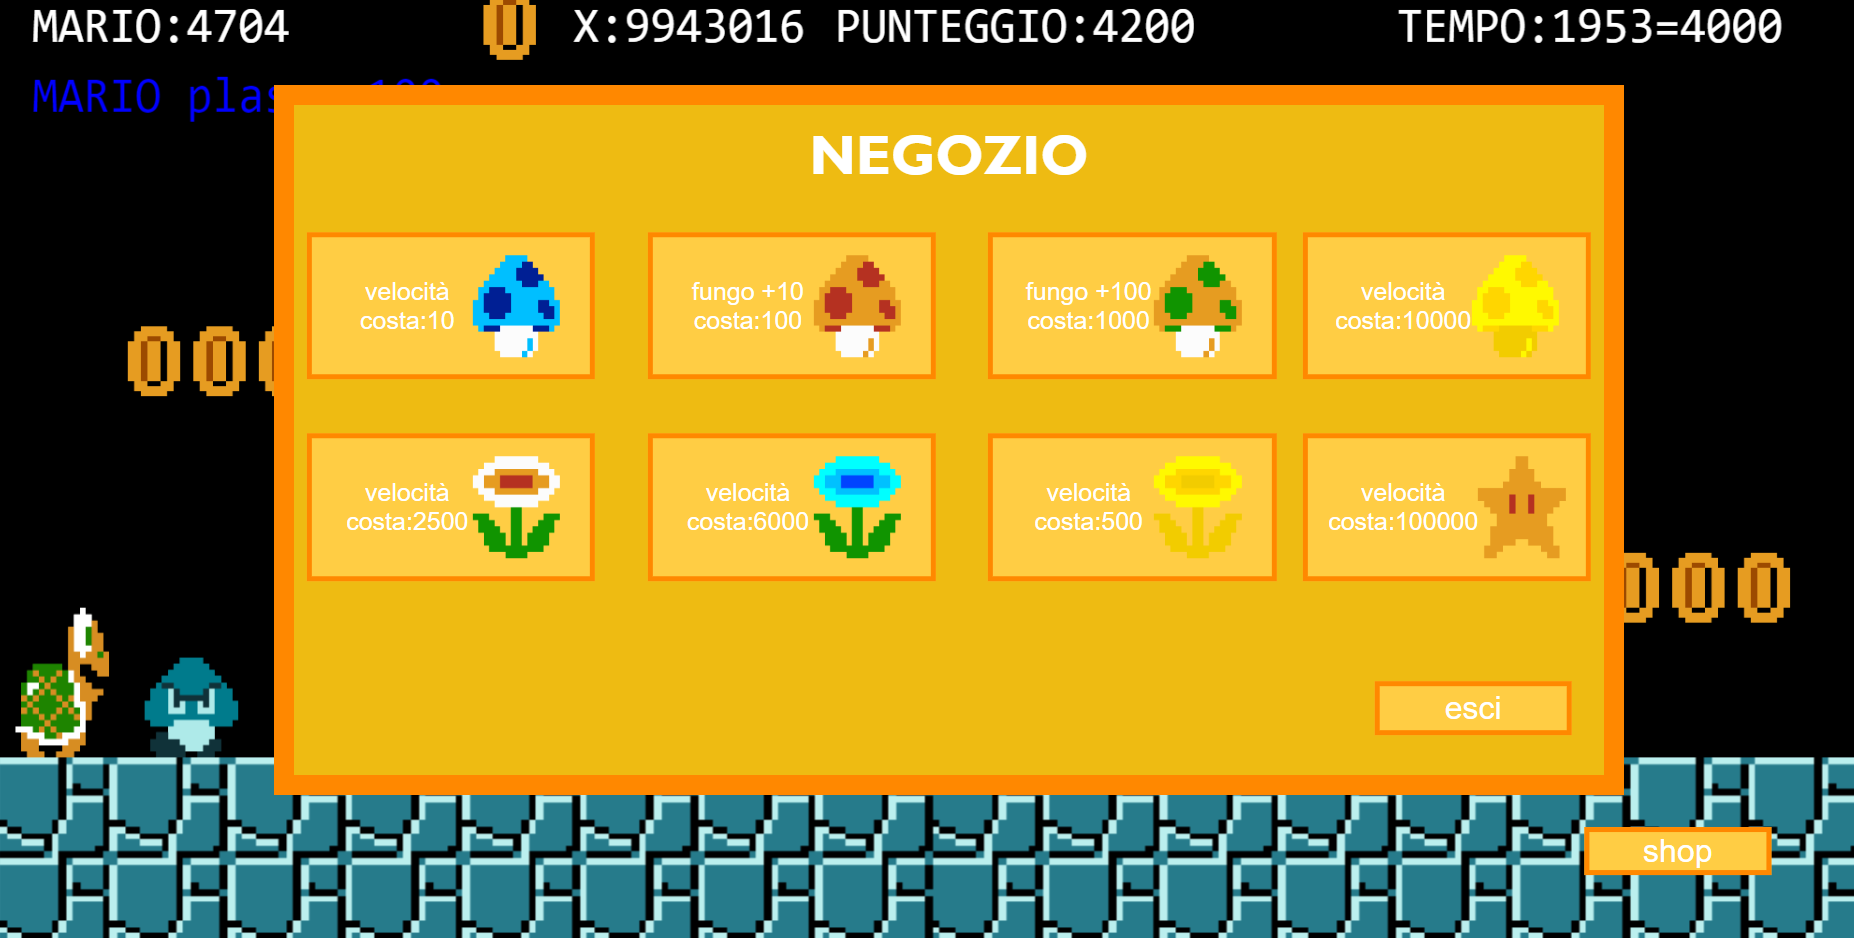 MARIO:4704 X:9943016 PUNTEGGIO:4200 TEMPO:1953=4000
MARIO
NEGOZIO
velocità
costa:10
fungo +10
costa:100
fungo +100
costa:1000
velocità
costa:10000
velocità
costa:2500
velocità
costa:6000
velocità
costa:500
velocità
costa:100000
esci
shop